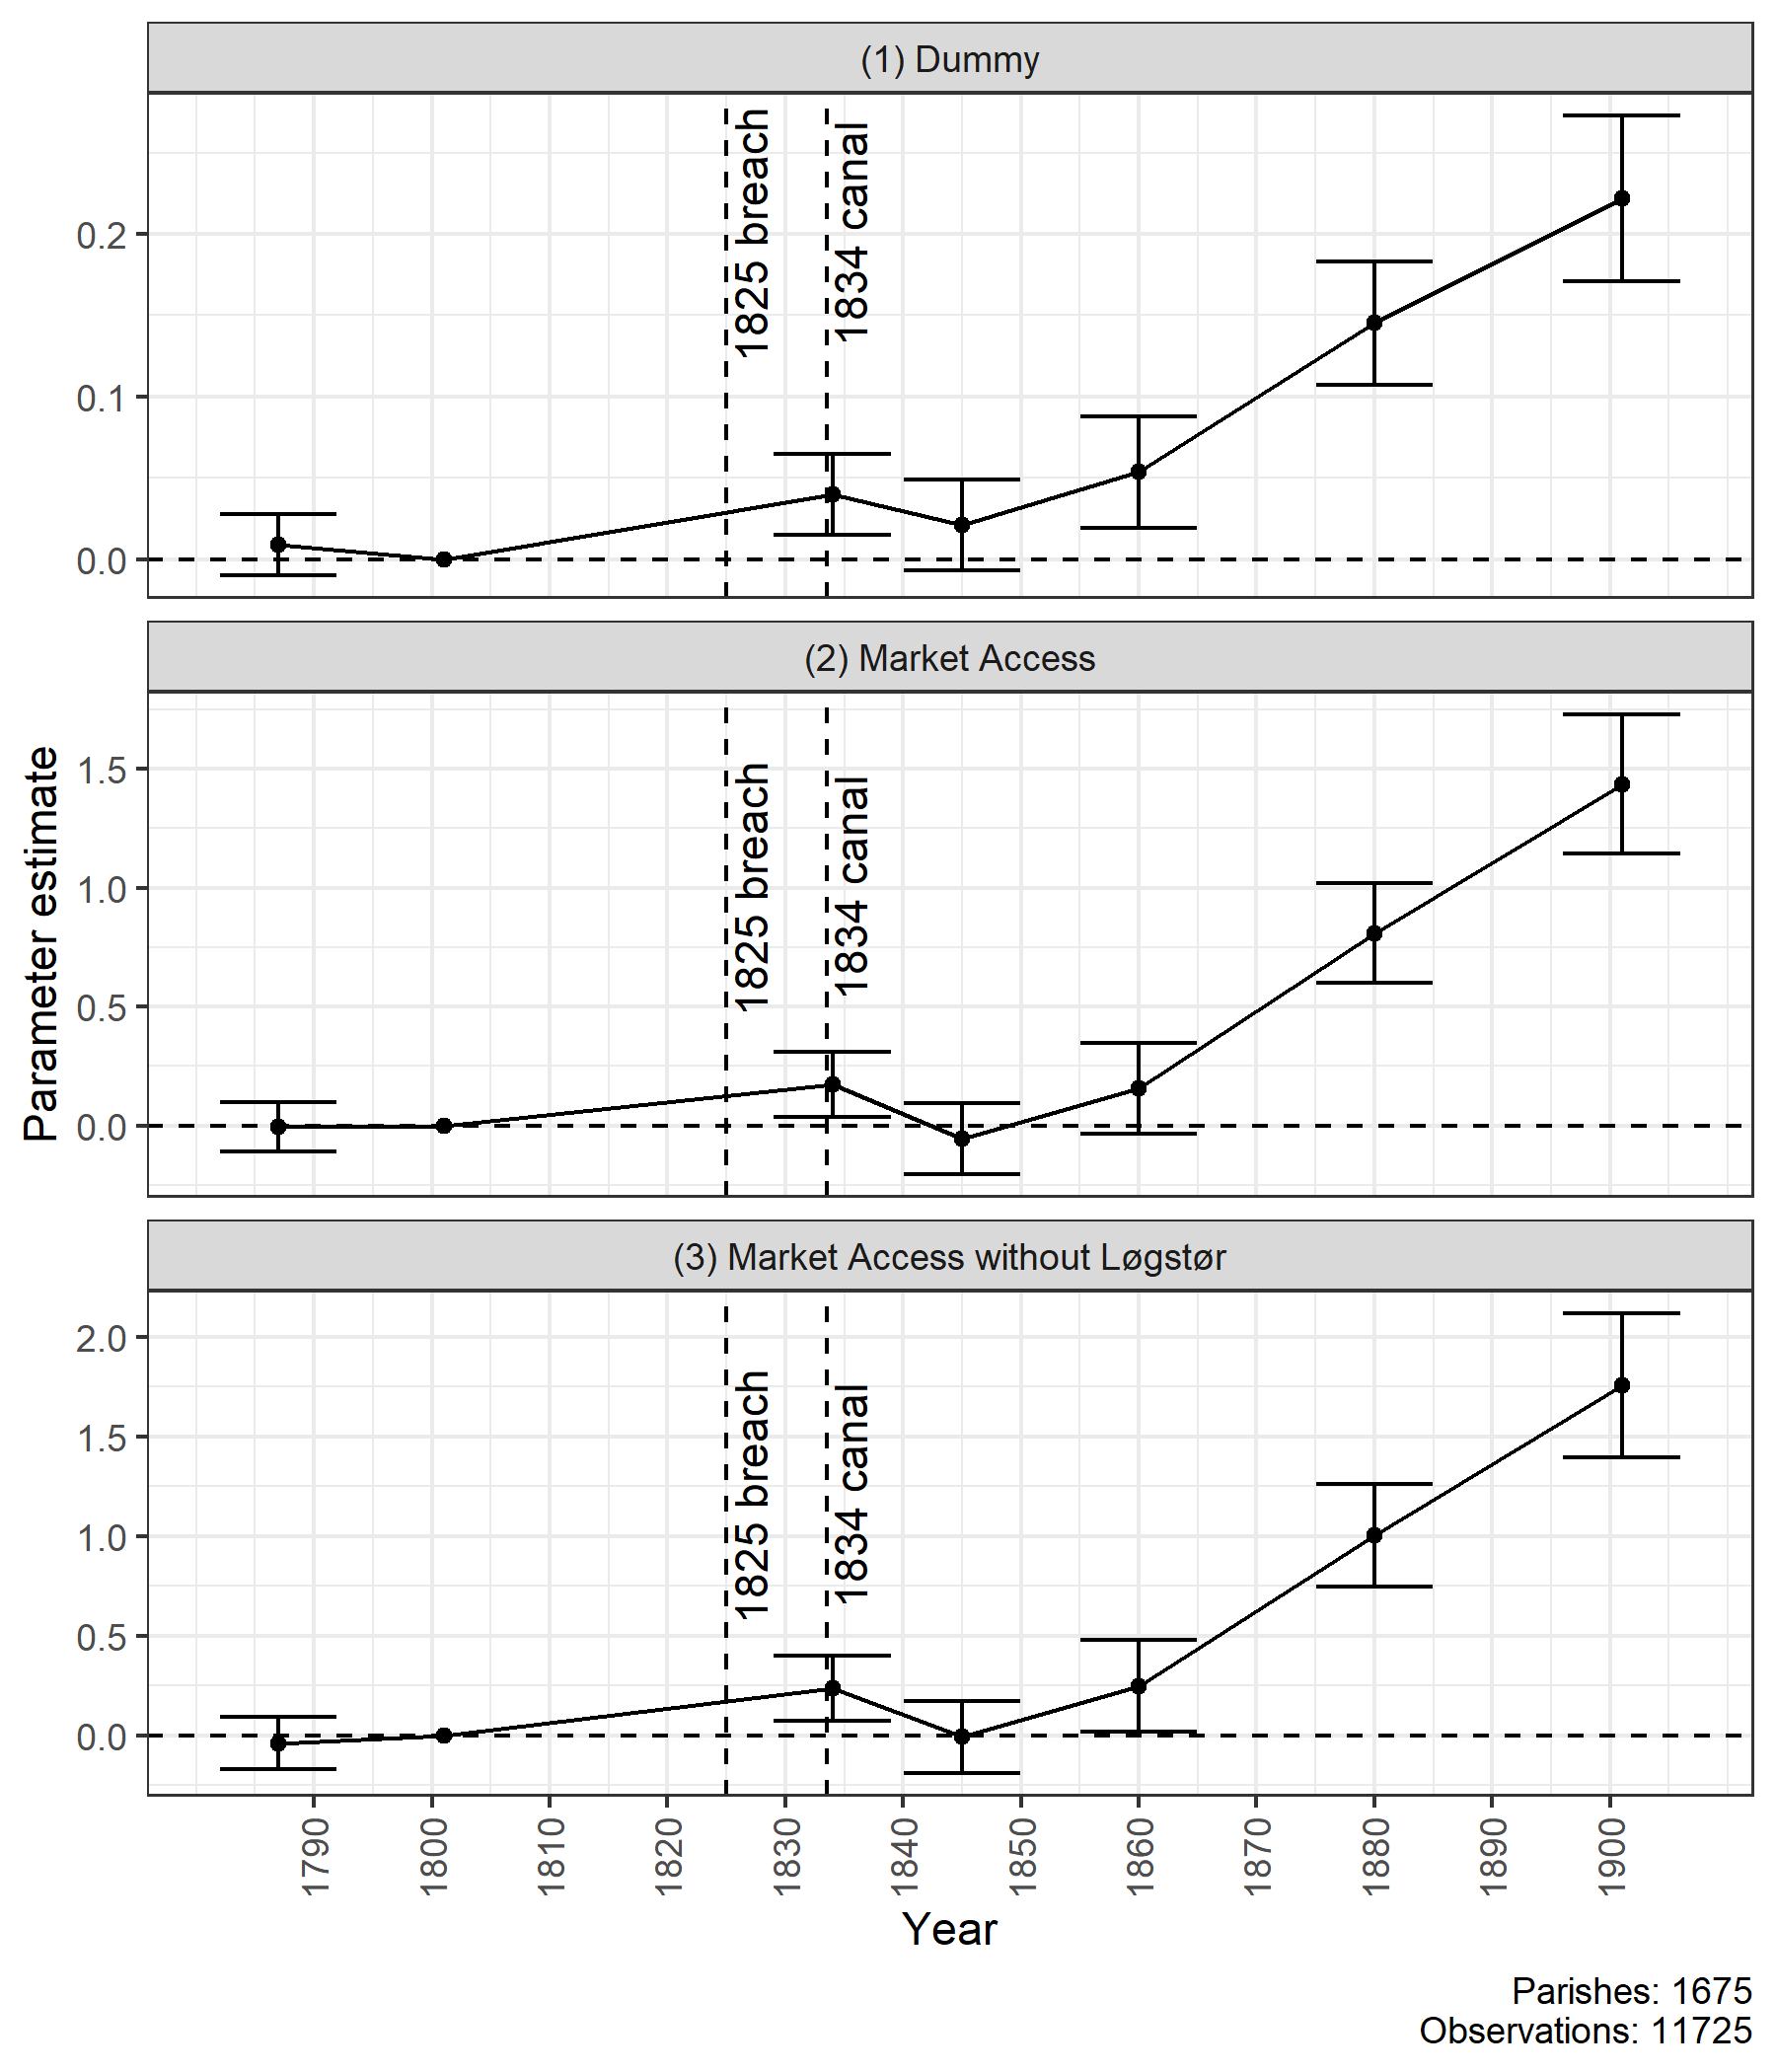 (1) Dummy
0.2
0.1
0.0
1825 breach
1834 canal
(2) Market Access
Parameter estimate
1.5
1.0
0.5
0.0
1825 breach
1834 canal
(3) Market Access without Løgstør
2.0
1.5
1.0
0.5
0.0
1825 breach
1834 canal
1790 1800 1810 1820 1830 1840 1850 1860 1870 1880 1890 1900
Year
Parishes: 1675
Observations: 11725